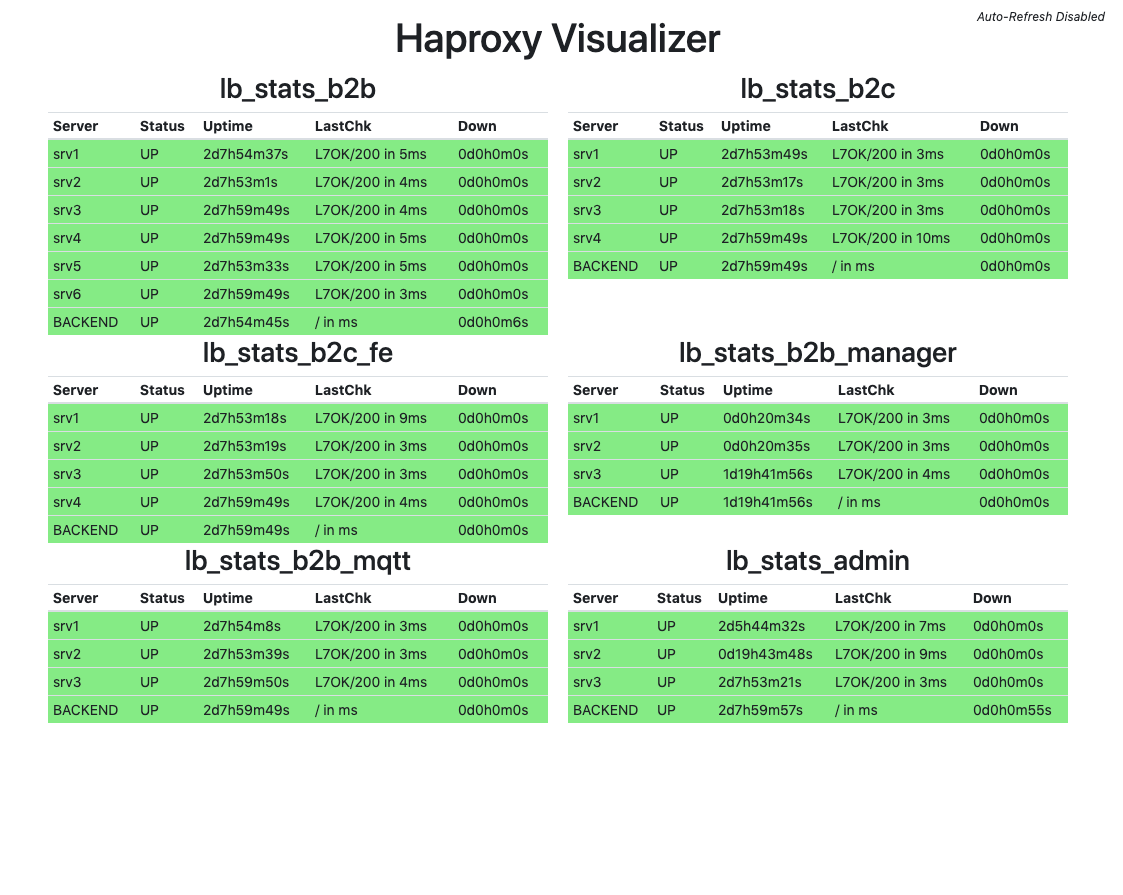 Auto-Refresh Disabled
Haproxy Visualizer
lb_stats_b2b
Server Status Uptime LastChk Down
srv1 UP 2d7h54m37s L7OK/200 in 5ms 0d0h0m0s
srv2 UP 2d7h53m1s L7OK/200 in 4ms 0d0h0m0s
srv3 UP 2d7h59m49s L7OK/200 in 4ms 0d0h0m0s
srv4 UP 2d7h59m49s L7OK/200 in 5ms 0d0h0m0s
srv5 UP 2d7h53m33s L7OK/200 in 5ms 0d0h0m0s
srv6 UP 2d7h59m49s L7OK/200 in 3ms 0d0h0m0s
BACKEND UP 2d7h54m45s / in ms 0d0h0m6s
lb_stats_b2c
Server Status Uptime LastChk Down
srv1 UP 2d7h53m49s L7OK/200 in 3ms 0d0h0m0s
srv2 UP 2d7h53m17s L7OK/200 in 3ms 0d0h0m0s
srv3 UP 2d7h53m18s L7OK/200 in 3ms 0d0h0m0s
srv4 UP 2d7h59m49s L7OK/200 in 10ms 0d0h0m0s
BACKEND UP 2d7h59m49s / in ms 0d0h0m0s
lb_stats_b2c_fe
Server Status Uptime LastChk Down
srv1 UP 2d7h53m18s L7OK/200 in 9ms 0d0h0m0s
srv2 UP 2d7h53m19s L7OK/200 in 3ms 0d0h0m0s
srv3 UP 2d7h53m50s L7OK/200 in 3ms 0d0h0m0s
srv4 UP 2d7h59m49s L7OK/200 in 4ms 0d0h0m0s
BACKEND UP 2d7h59m49s / in ms 0d0h0m0s
lb_stats_b2b_manager
Server Status Uptime LastChk Down
srv1 UP 0d0h20m34s L7OK/200 in 3ms 0d0h0m0s
srv2 UP 0d0h20m35s L7OK/200 in 3ms 0d0h0m0s
srv3 UP 1d19h41m56s L7OK/200 in 4ms 0d0h0m0s
BACKEND UP 1d19h41m56s / in ms 0d0h0m0s
lb_stats_b2b_mqtt
Server Status Uptime LastChk Down
srv1 UP 2d7h54m8s L7OK/200 in 3ms 0d0h0m0s
srv2 UP 2d7h53m39s L7OK/200 in 3ms 0d0h0m0s
srv3 UP 2d7h59m50s L7OK/200 in 4ms 0d0h0m0s
BACKEND UP 2d7h59m49s / in ms 0d0h0m0s
lb_stats_admin
Server Status Uptime LastChk Down
srv1 UP 2d5h44m32s L7OK/200 in 7ms 0d0h0m0s
srv2 UP 0d19h43m48s L7OK/200 in 9ms 0d0h0m0s
srv3 UP 2d7h53m21s L7OK/200 in 3ms 0d0h0m0s
BACKEND UP 2d7h59m57s / in ms 0d0h0m55s